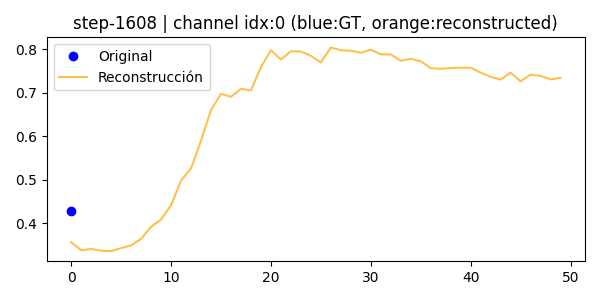 step-1608 | channel idx:0 (blue:GT, orange:reconstructed)
Original
Reconstrucción
0.8
0.7
0.6
0.5
0.4
0 10 20 30 40 50